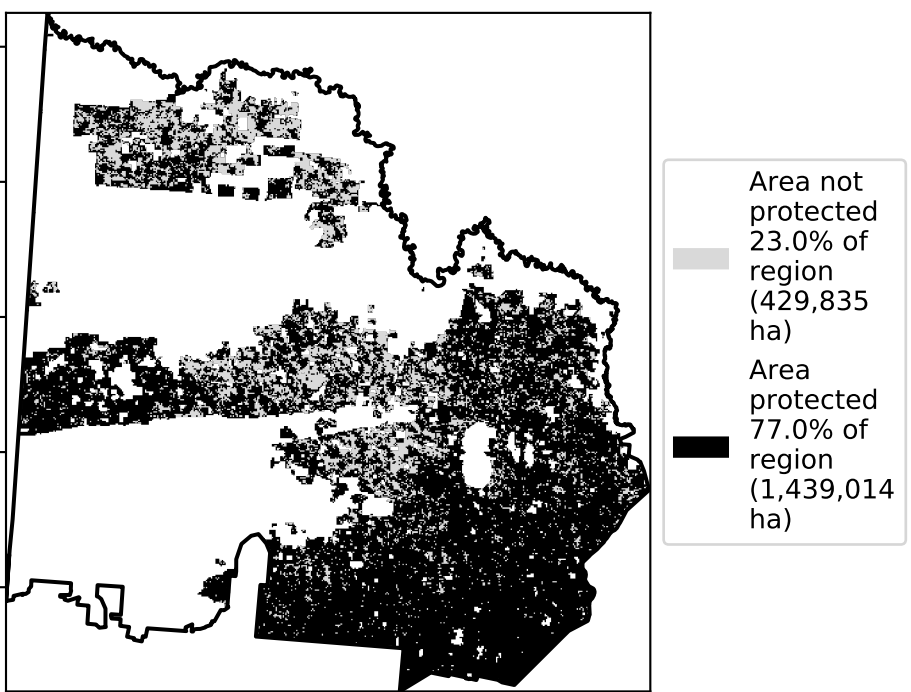 Area not
protected
23.0% of
region
(429,835
ha)
Area
protected
77.0% of
region
(1,439,014
ha)